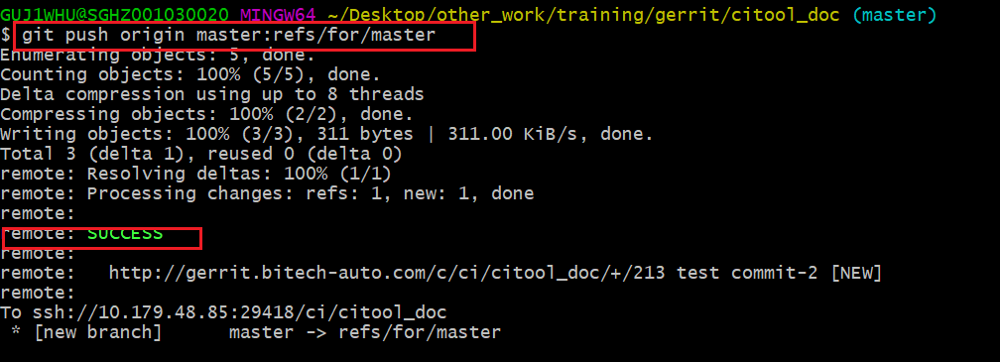 GUJ1WHU@SGHZ001030020 MINGW64 ~/Desktop/other_work/training/gerrit/citool_doc (master)
$ git push origin master:refs/for/master
Enumerating objects: 5, done.
Counting objects: 100% (5/5), done.
Delta compression using up to 8 threads
Compressing objects: 100% (2/2), done.
Writing objects: 100% (3/3), 311 bytes | 311.00 KiB/s, done.
Total 3 (delta 1), reused 0 (delta 0)
remote: Resolving deltas: 100% (1/1)
remote: Processing changes: refs: 1, new: 1, done
remote:
remote: SUCCESS
remote:
remote:   http://gerrit.bitech-auto.com/c/ci/citool_doc/+/213 test commit-2 [NEW]
remote:
To ssh://10.179.48.85:29418/ci/citool_doc
 * [new branch]      master -> refs/for/master